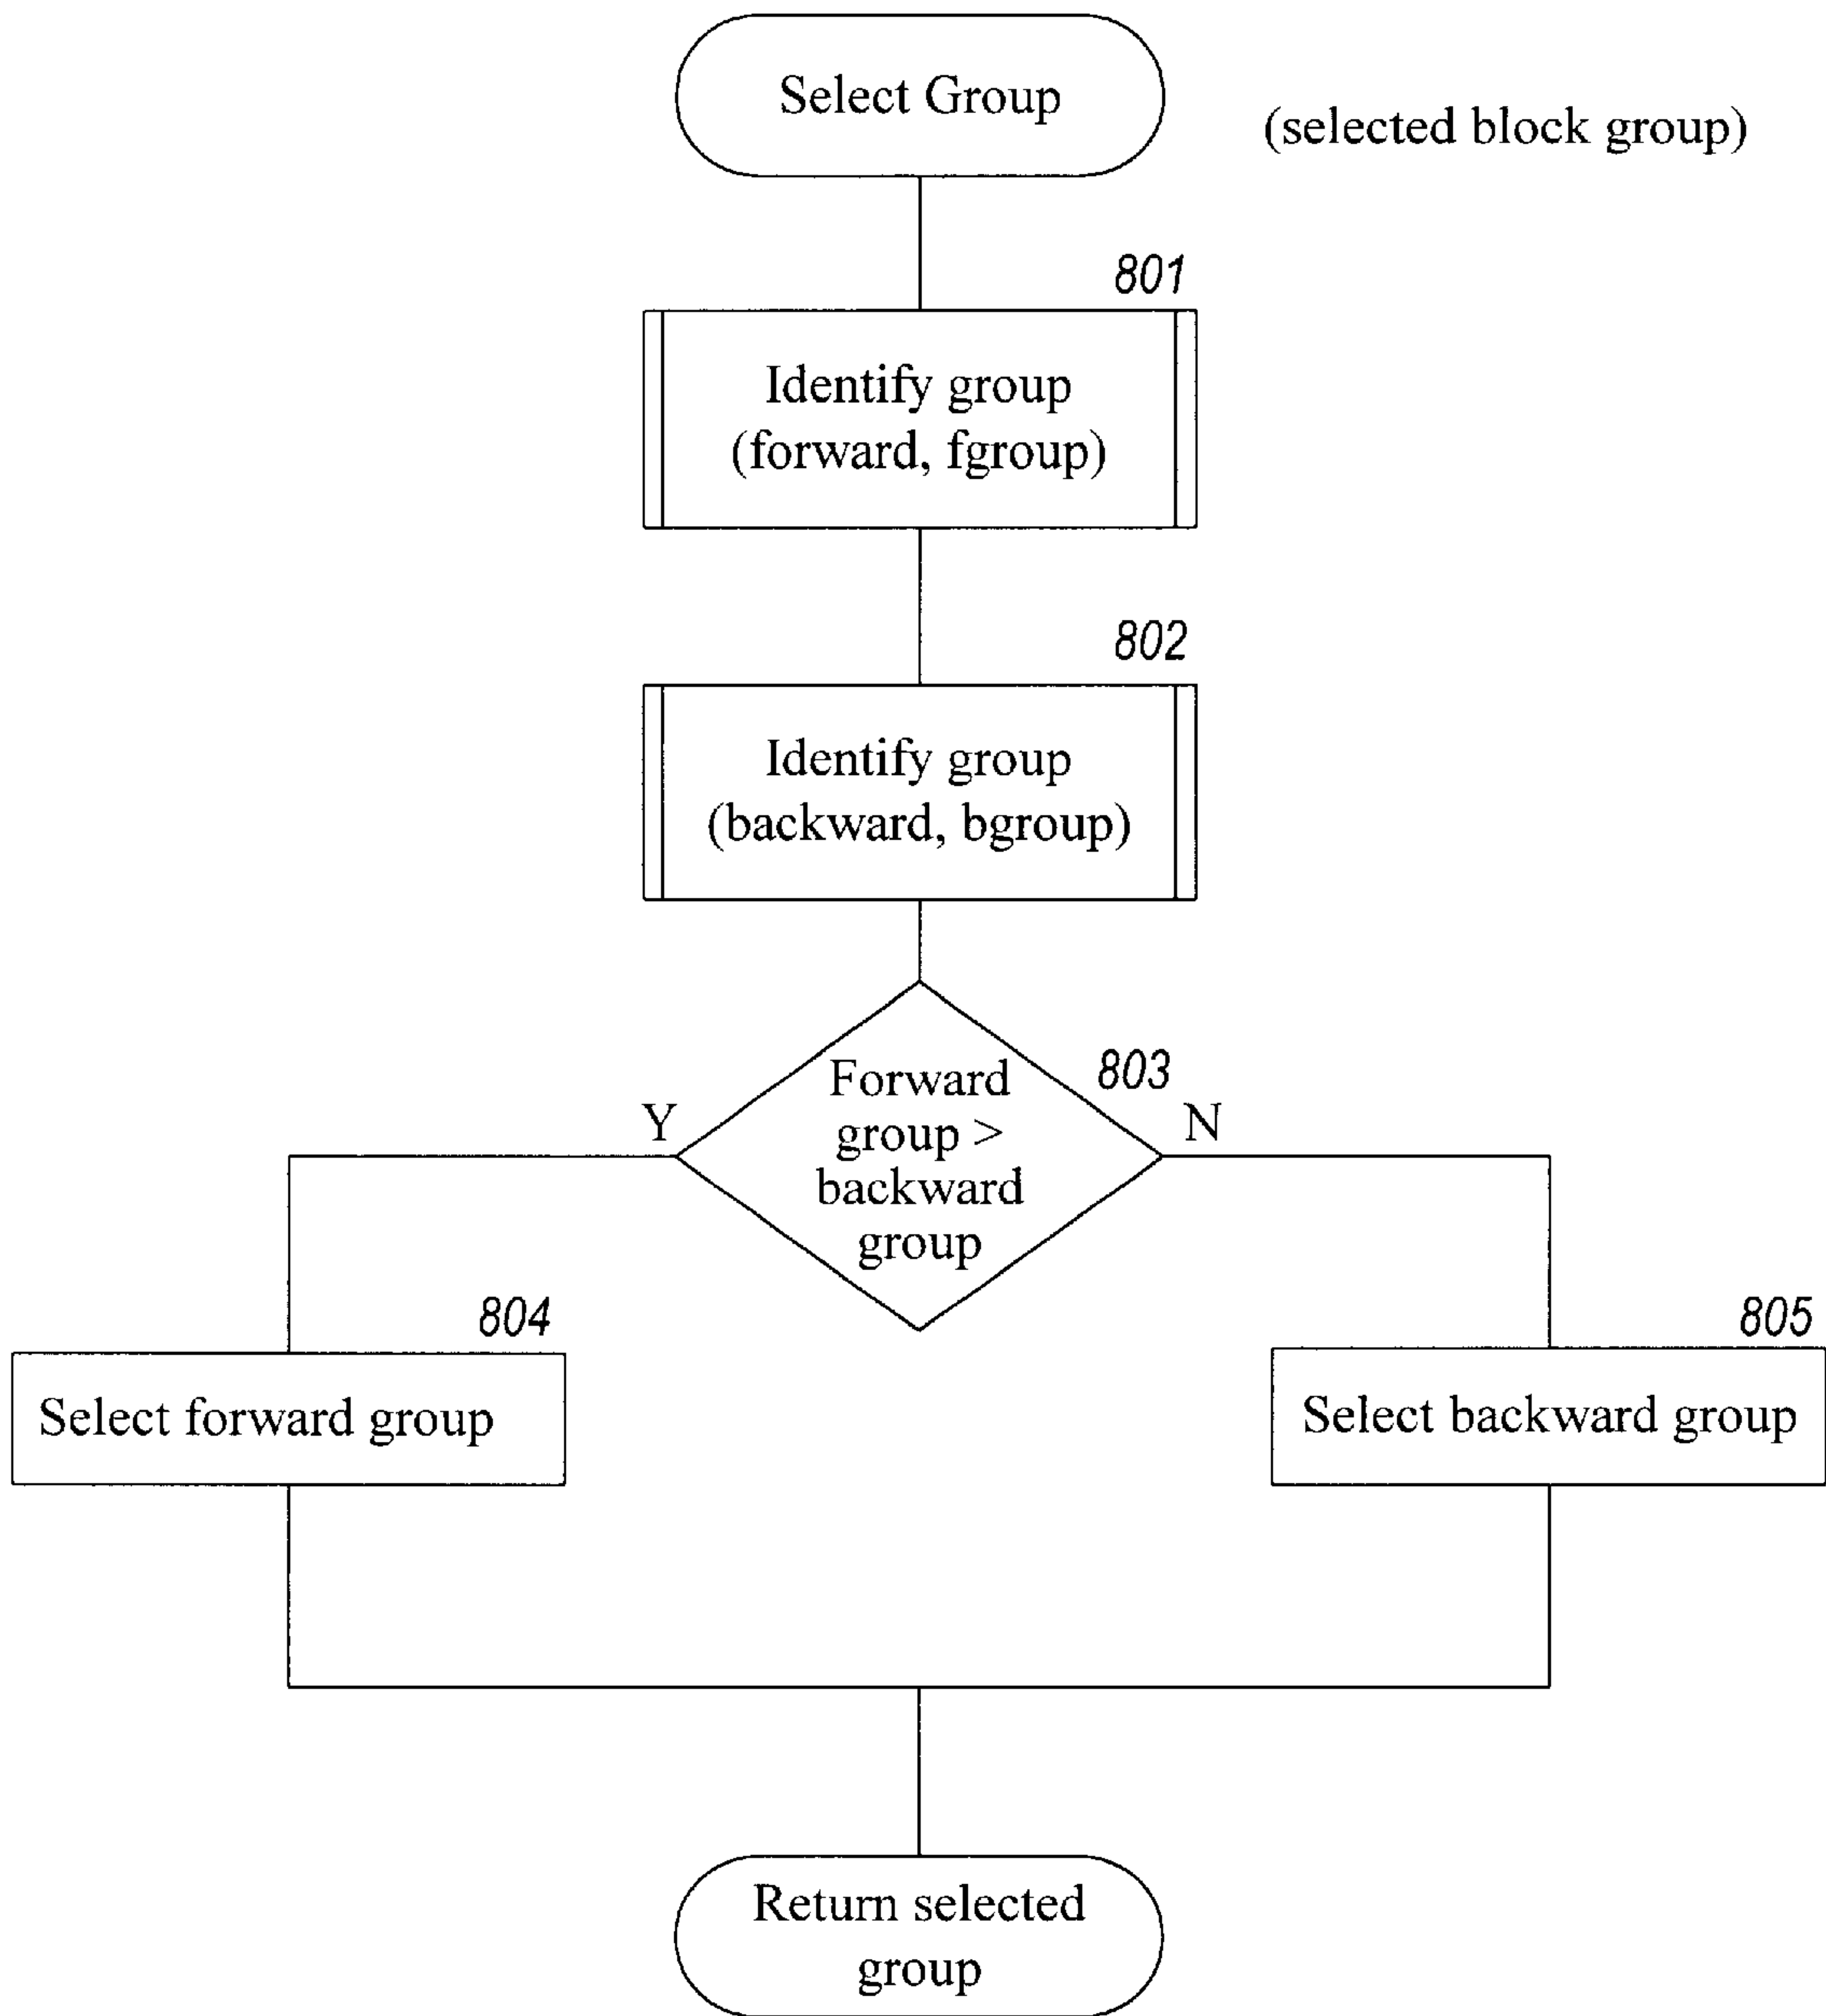 Select Group
(selected block group)
801
Identify group
(forward, fgroup)
802
Identify group
(backward, bgroup)
803
Forward
group >
backward
group
Y
N
804
Select forward group
805
Select backward group
Return selected
group